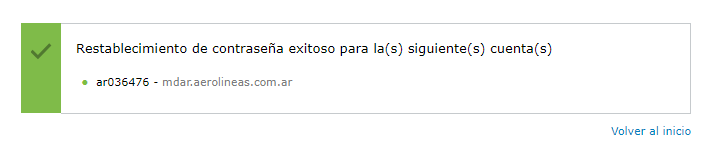 Restablecimiento de contraseña exitoso para la(s) siguiente(s) cuenta(s)
ar036476 - mdar.aerolineas.com.ar
Volver al inicio